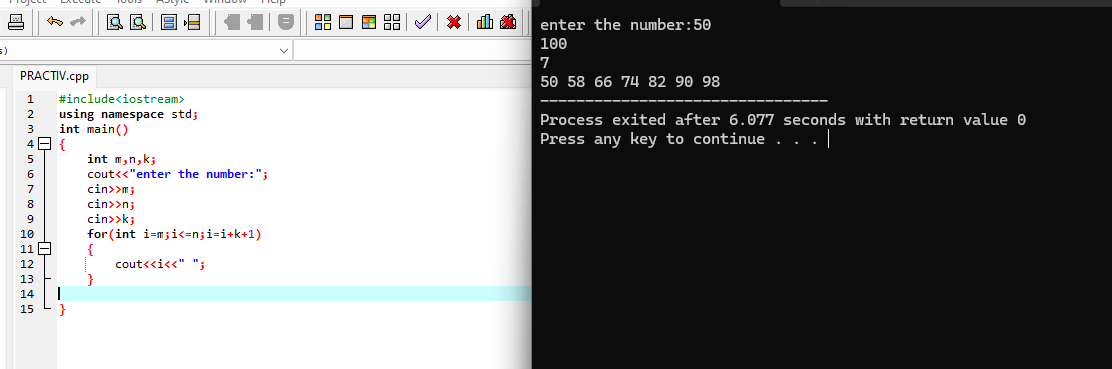 Execute
AStyle
Window
Help
s)
PRACTIV.cpp
1 #include<iostream>
2 using namespace std;
3 int main()
4 {
5 int m,n,k;
6 cout<<"enter the number:";
7 cin>>m;
8 cin>>n;
9 cin>>k;
10 for(int i=m;i<=n;i=i+k+1)
11 {
12 cout<<i<<" ";
13 }
14
15 }
enter the number:50
100
7
50 58 66 74 82 90 98
--------------------------------
Process exited after 6.077 seconds with return value 0
Press any key to continue . . .